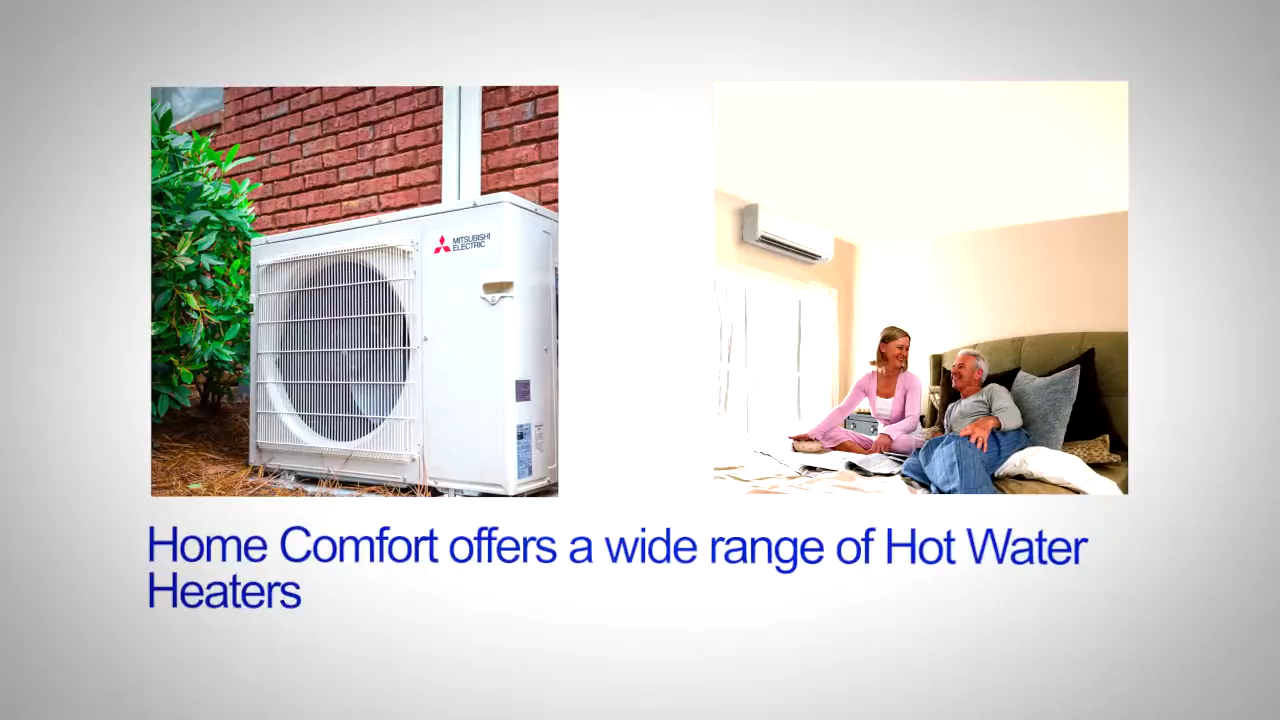 MITSUBISHI
ELECTRIC
Home Comfort offers a wide range of Hot Water
Heaters